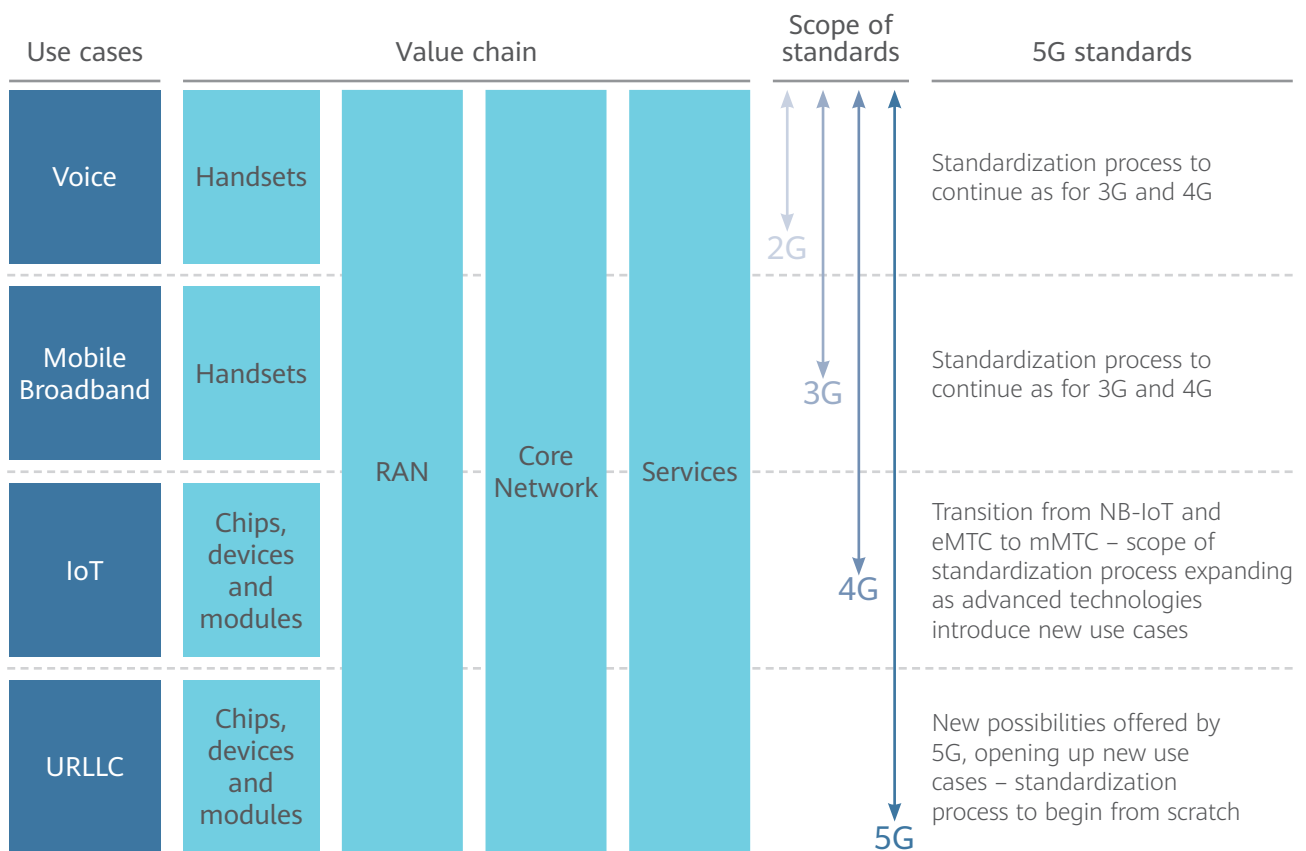 Use cases
Value chain
Scope of
standards
5G standards
Voice
Handsets
2G
Standardization process to
continue as for 3G and 4G
Mobile
Broadband
Handsets
3G
Standardization process to
continue as for 3G and 4G
RAN
Core
Network
Services
IoT
Chips,
devices
and
modules
4G
Transition from NB-IoT and
eMTC to mMTC – scope of
standardization process expanding
as advanced technologies
introduce new use cases
URLLC
Chips,
devices
and
modules
5G
New possibilities offered by
5G, opening up new use
cases – standardization
process to begin from scratch